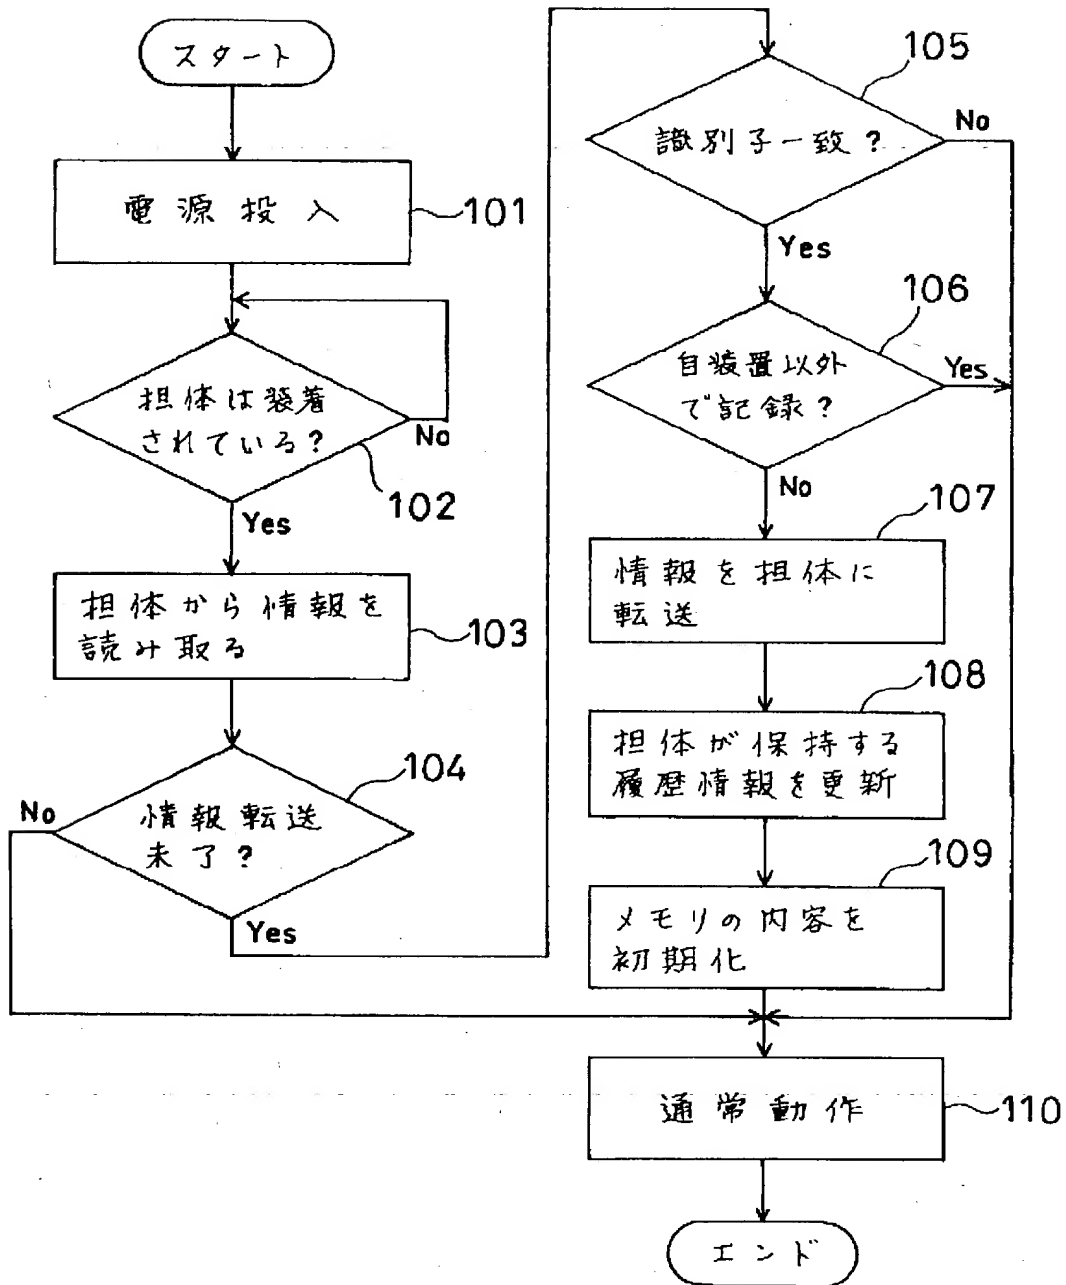 スタート
電源投入
101
担体は装着
されている?
No
102
Yes
担体から情報を
読み取る
103
104
No
情報転送
未了?
Yes
105
識別子一致?
No
Yes
106
自装置以外
で記録?
Yes
No
107
情報を担体に
転送
108
担体が保持する
履歴情報を更新
109
メモリの内容を
初期化
通常動作
110
エンド